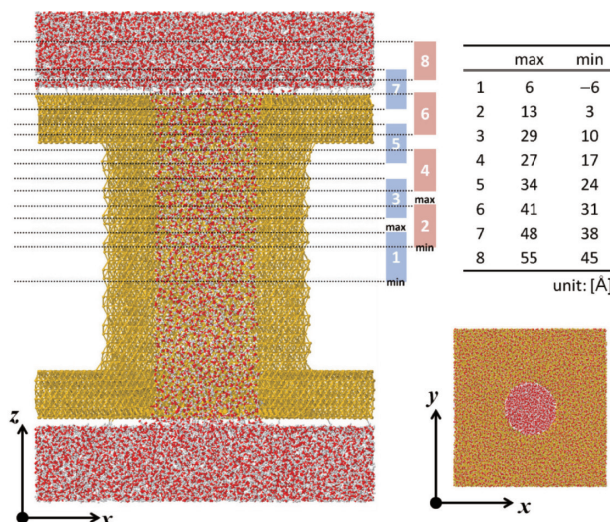 max min
1 6 −6
2 13 3
3 29 10
4 27 17
5 34 24
6 41 31
7 48 38
8 55 45
unit: [Å]
8
7
6
5
4
3
max
2
max
min
1
min
z
x
y
x